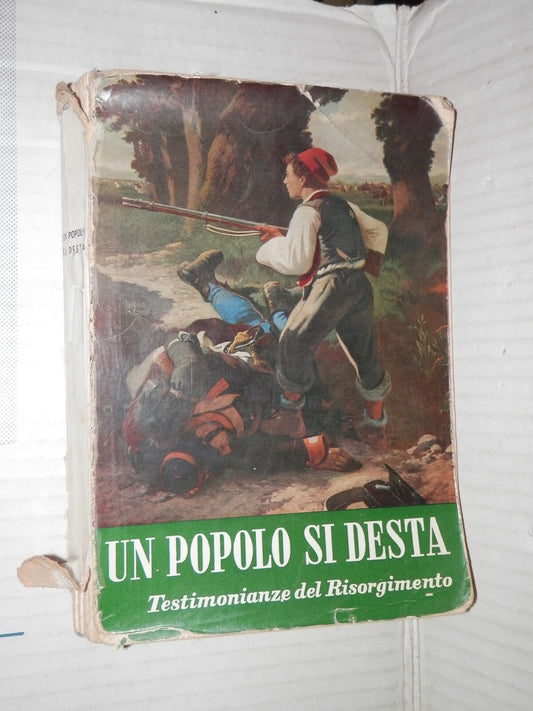 UN POPOLO
SI DESTA
UN POPOLO SI DESTA
Testimonianze del Risorgimento